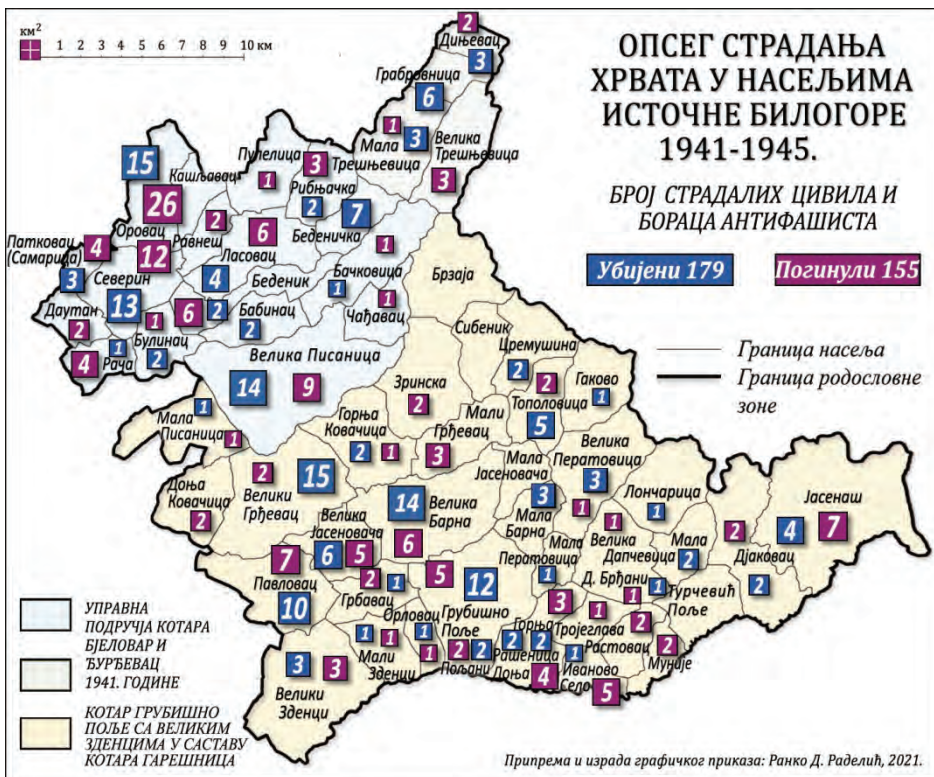 км²
1 2 3 4 5 6 7 8 9 10 км
ОПСЕГ СТРАДАЊА
ХРВАТА У НАСЕЉИМА
ИСТОЧНЕ БИЛОГОРЕ
1941-1945.
БРОЈ СТРАДАЛИХ ЦИВИЛА И
БОРАЦА АНТИФАШИСТА
Убијени 179
Погинули 155
Граница насеља
Граница родословне
зоне
2
Дињевац
3
Грабровница
6
1
Мала
3
Трешњевица
Велика
Трешњевица
3
Пупелица
1
3
Рибњачка
2
7
Беденичка
1
15
Кашљавац
26
Оровац
2
Равнеш
6
Ласовац
Патковац
(Самарица)
4
3
12
Северин
13
4
Беденик
Бачковица
1
1
Чађавац
Даутан
2
1
6
2
Бабинац
2
Булинац
2
4
1
Рача
Велика Писаница
14
9
Брзаја
Сибеник
Цремушина
2
2
Тополовица
5
Гаково
1
Зринска
2
Мали
Грђевац
3
1
Мала
Писаница
1
Горња
Ковачица
2
1
2
15
Велики
Грђевац
Доња
Ковачица
2
Мала
Јасеновача
3
Мала
Барна
Велика
Ператовица
3
1
1
Велика
Дапчевица
Лончарица
1
Мала
2
2
Јасенаш
4
7
Ђјаковац
2
14
Велика
Барна
6
Велика
Јасеновача
6
5
7
Павловац
10
2
1
Грбавац
5
12
Грубишно
Поље
Мала
Ператовица
1
3
Д. Брђани
1
1
Турчевић
Поље
1
Тројеглава
2
Растовац
2
Муније
Орловац
1
1
1
Мали
Зденци
1
2
2
Пољани
2
2
Горња
Рашеница
Доња
4
1
Иваново
Село
5
3
3
Велики
Зденци
УПРАВНА
ПОДРУЧЈА КОТАРА
БЈЕЛОВАР И
ЂУРЂЕВАЦ
1941. ГОДИНЕ
КОТАР ГРУБИШНО
ПОЉЕ СА ВЕЛИКИМ
ЗДЕНЦИМА У САСТАВУ
КОТАРА ГАРЕШНИЦА
Припрема и израда графичког приказа: Ранко Д. Раделић, 2021.